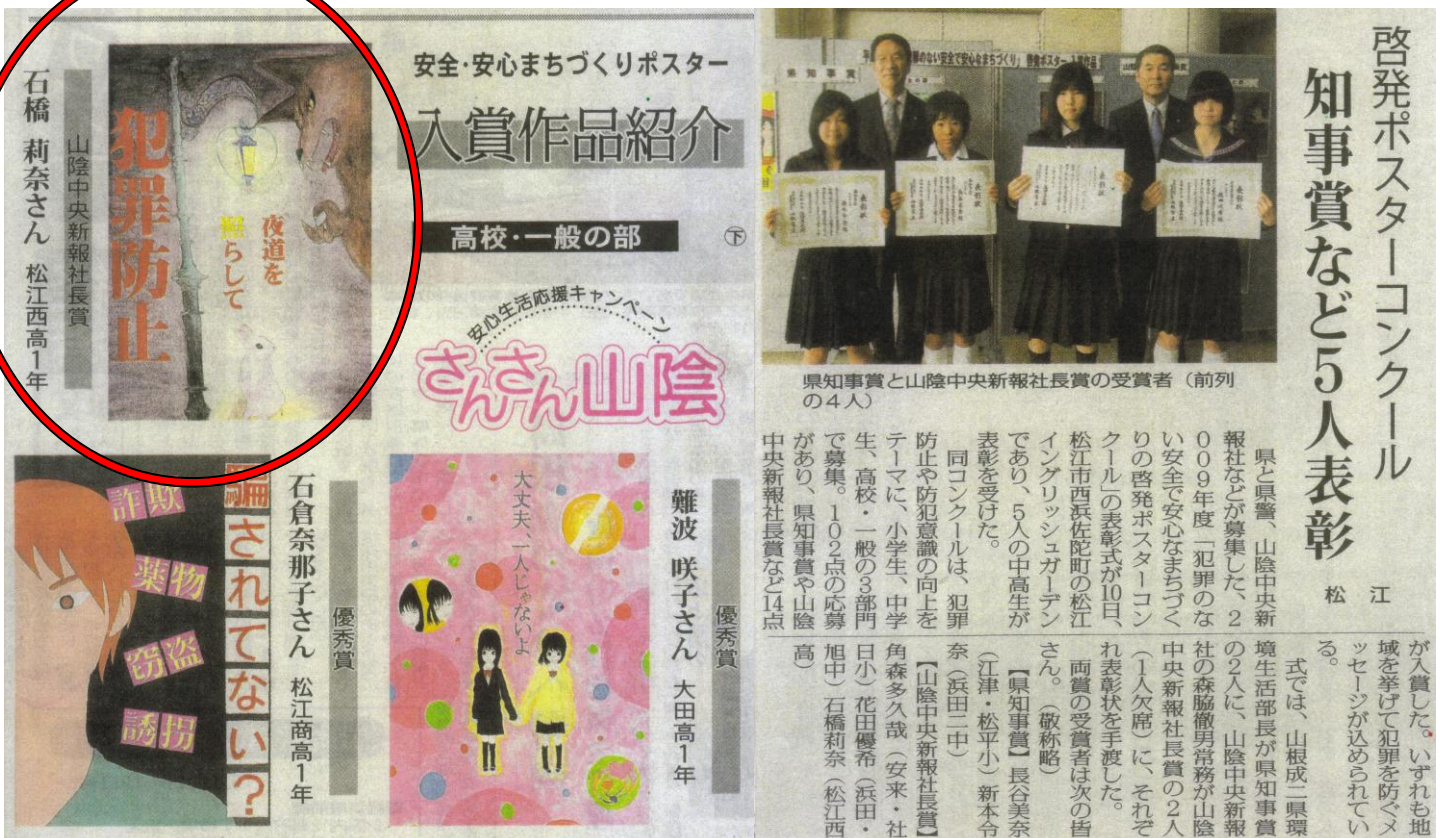 安全・安心まちづくりポスター
入賞作品紹介
高校・一般の部
下
安心生活応援キャンペーン
さんさん山陰
犯罪防止
夜道を
照らして
山陰中央新報社長賞
石橋 莉奈さん 松江西高1年
優秀賞
難波 咲子さん 大田高1年
大丈夫、一人じゃないよ
優秀賞
石倉奈那子さん 松江商高1年
騙されてない?
詐欺
薬物
窃盗
誘拐
啓発ポスターコンクール
知事賞など5人表彰
松江
県知事賞
表彰状
表彰状
表彰状
表彰状
県知事賞と山陰中央新報社長賞の受賞者(前列
の4人)
県と県警、山陰中央新
報社などが募集した、2
009年度「犯罪のな
い安全で安心なまちづく
りの啓発ポスターコン
クール」の表彰式が10日、
松江市西浜佐陀町の松江
イングリッシュガーデン
であり、5人の中高生が
表彰を受けた。
同コンクールは、犯罪
防止や防犯意識の向上を
テーマに、小学生、中学
生、高校・一般の3部門
で募集。102点の応募
があり、県知事賞や山陰
中央新報社長賞など14点
が入賞した。いずれも地
域を挙げて犯罪を防ぐメ
ッセージが込められてい
る。
式では、山根成二県環
境生活部長が県知事賞
の2人に、山陰中央新報
社の森脇徹男常務が山陰
中央新報社長賞の2人
(1人欠席)に、それぞ
れ表彰状を手渡した。
両賞の受賞者は次の皆
さん。(敬称略)
【県知事賞】長谷美奈
(江津・松平小)新本令
奈(浜田二中)
【山陰中央新報社長賞】
角森多久哉(安来・社
日小)花田優希(浜田・
旭中)石橋莉奈(松江西
高)